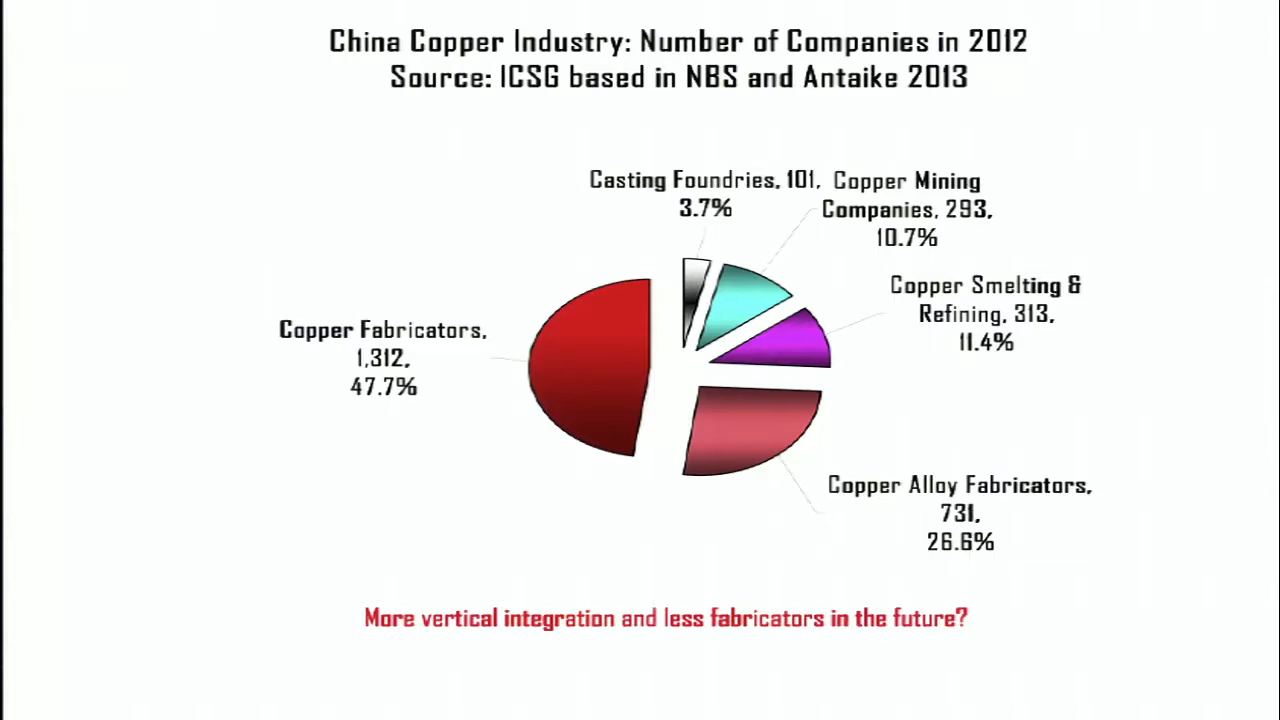 China Copper Industry: Number of Companies in 2012
Source: ICSG based in NBS and Antaike 2013
Casting Foundries, 101,
3.7%
Copper Mining
Companies, 293,
10.7%
Copper Smelting &
Refining, 313,
11.4%
Copper Fabricators,
1,312,
47.7%
Copper Alloy Fabricators,
731,
26.6%
More vertical integration and less fabricators in the future?